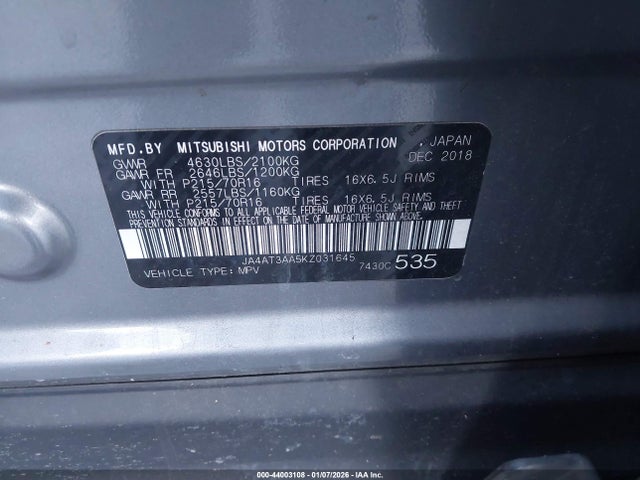 MFD.BY MITSUBISHI MOTORS CORPORATION . JAPAN
GVWR 4630LBS/2100KG DEC 2018
GAWR FR 2646LBS/1200KG
WITH P215/70R16 TIRES 16X6.5J RIMS
GAWR RR 2557LBS/1160KG
WITH P215/70R16 TIRES 16X6.5J RIMS
THIS VEHICLE CONFORMS TO ALL APPLICABLE FEDERAL MOTOR VEHICLE SAFETY AND THEFT
PREVENTION STANDARDS IN EFFECT ON THE DATE OF MANUFACTURE SHOWN ABOVE.
JA4AT3AA5KZ031645
VEHICLE TYPE: MPV 7430C 535
000-44003108 - 01/07/2026 - IAA Inc.